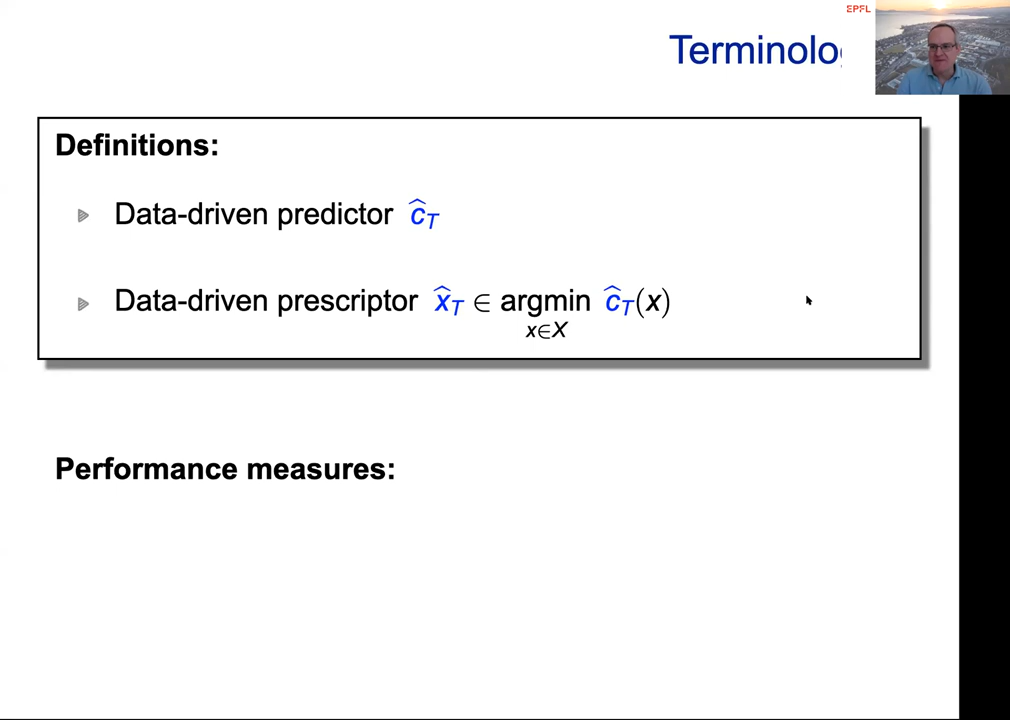 EPFL
Terminolo
Definitions:
Data-driven predictor ĉ_T
Data-driven prescriptor x̂_T ∈ argmin ĉ_T(x)
x∈X
Performance measures: